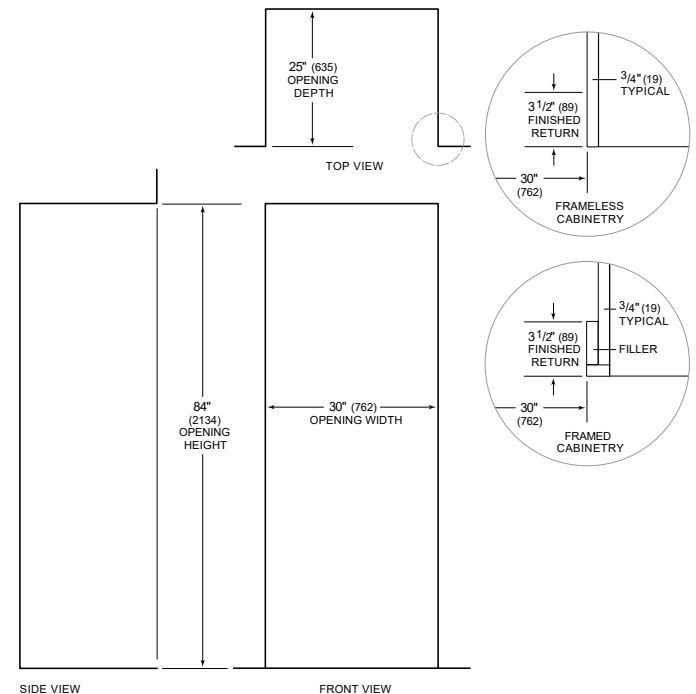 25" (635)
OPENING
DEPTH
TOP VIEW
3/4" (19)
TYPICAL
3 1/2" (89)
FINISHED
RETURN
30"
(762)
FRAMELESS
CABINETRY
3/4" (19)
TYPICAL
3 1/2" (89)
FINISHED
RETURN
FILLER
30"
(762)
FRAMED
CABINETRY
84"
(2134)
OPENING
HEIGHT
30" (762)
OPENING WIDTH
SIDE VIEW
FRONT VIEW